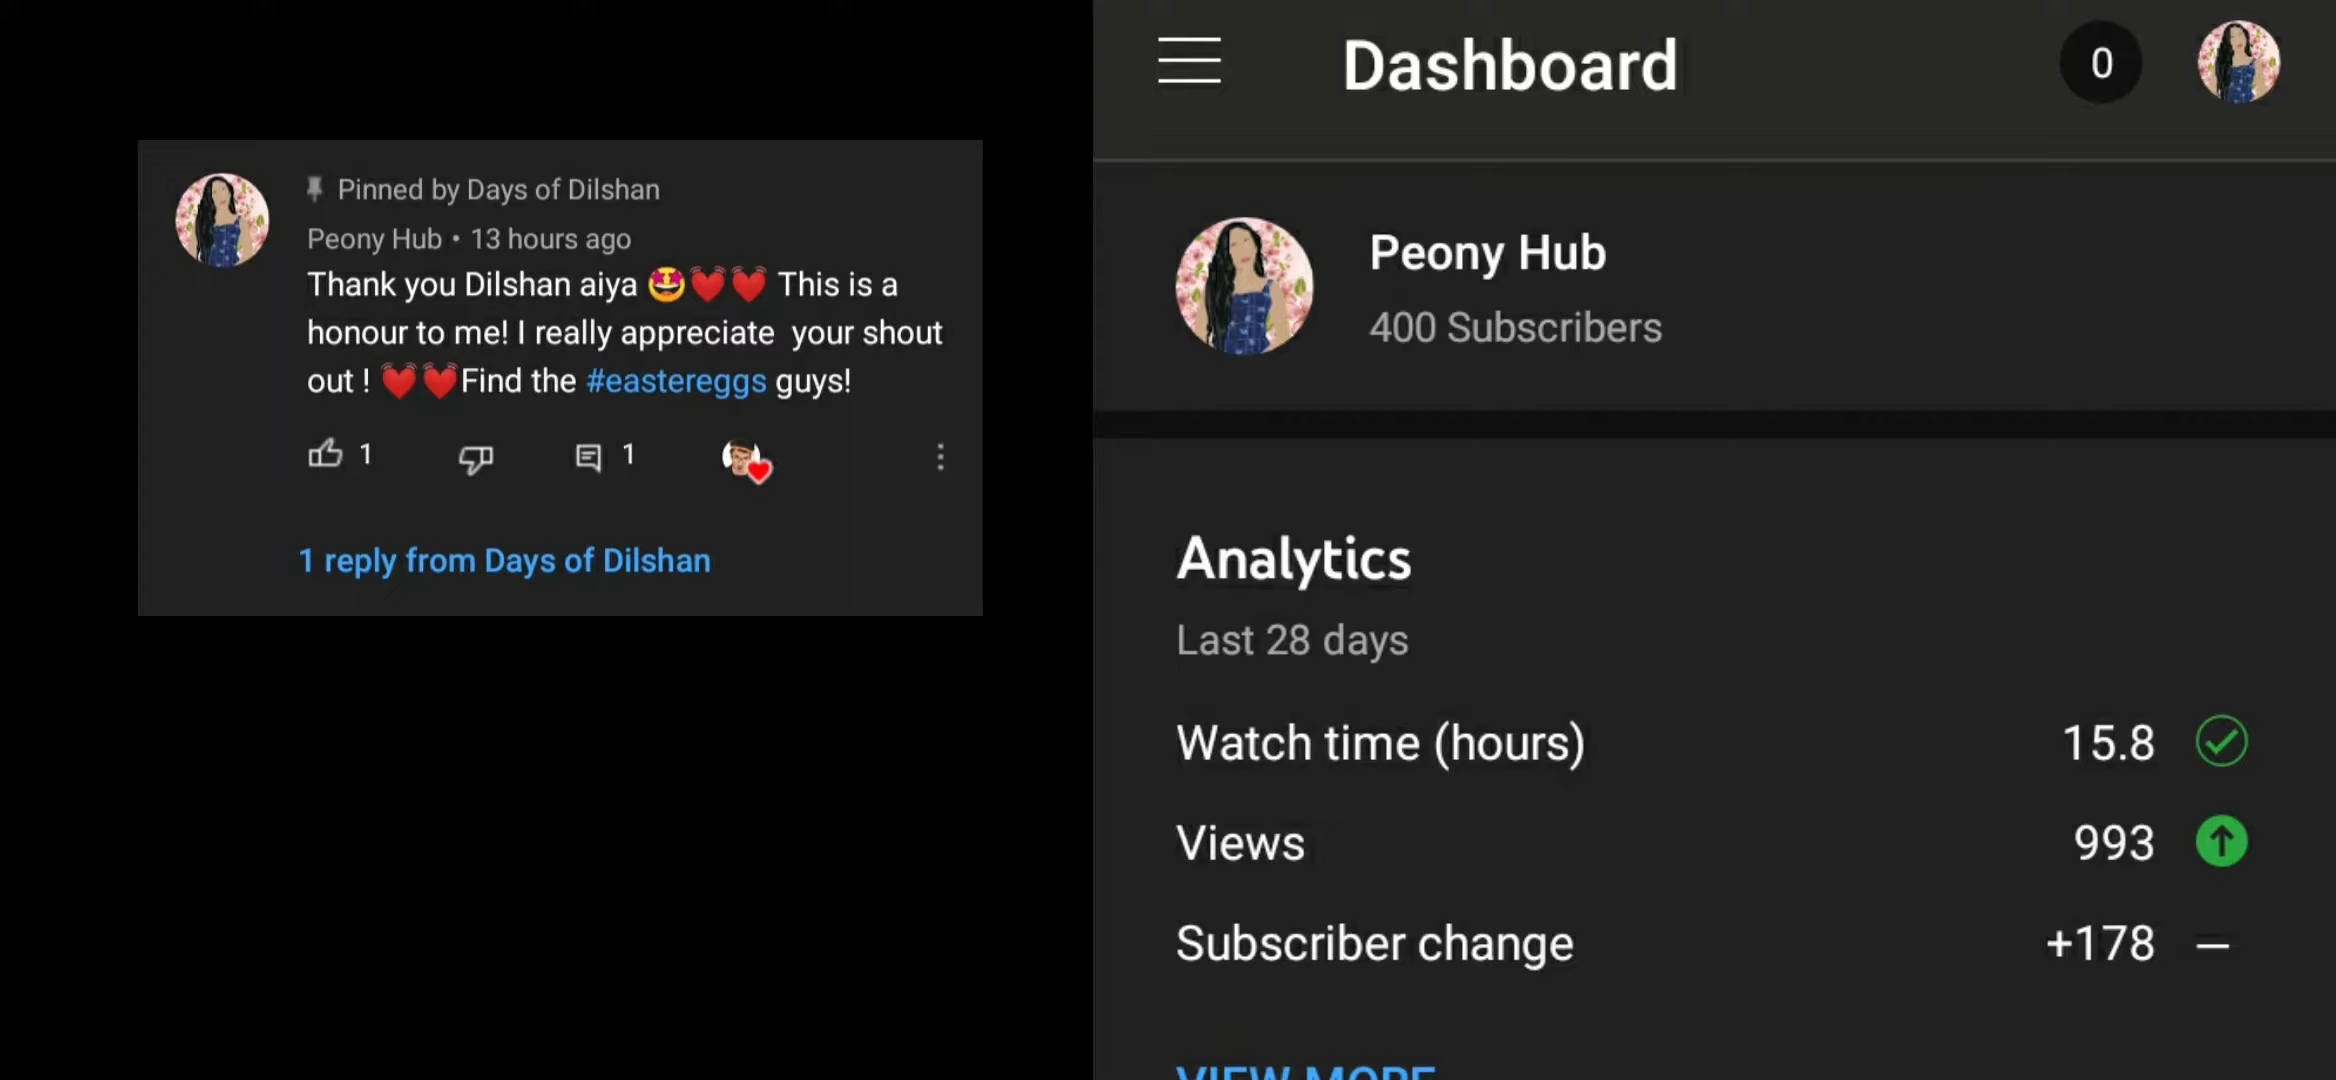 Pinned by Days of Dilshan
Peony Hub • 13 hours ago
Thank you Dilshan aiya 🤩💓💓 This is a
honour to me! I really appreciate  your shout
out ! 💓💓Find the #eastereggs guys!
1
1
1 reply from Days of Dilshan
Dashboard
0
Peony Hub
400 Subscribers
Analytics
Last 28 days
Watch time (hours) 15.8
Views 993
Subscriber change +178 —
VIEW MORE